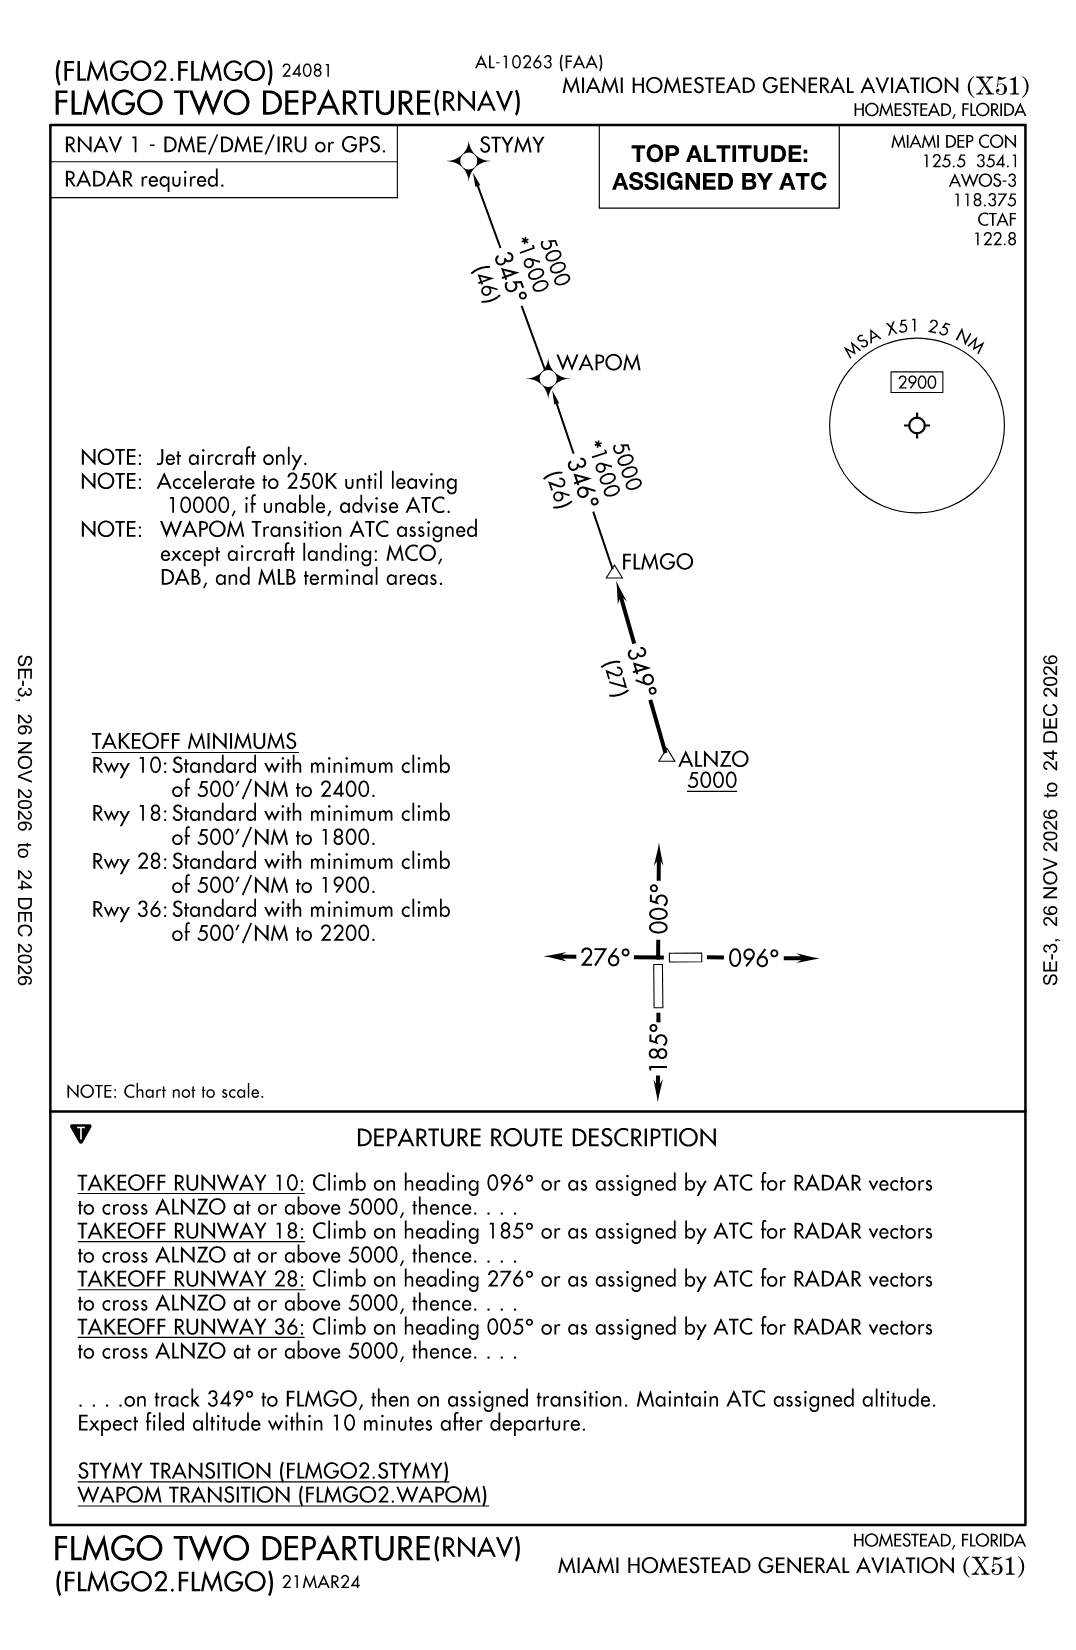 (FLMGO2.FLMGO) 24081
AL-10263 (FAA)
FLMGO TWO DEPARTURE(RNAV)
MIAMI HOMESTEAD GENERAL AVIATION (X51)
HOMESTEAD, FLORIDA
RNAV 1 - DME/DME/IRU or GPS.
RADAR required.
STYMY
TOP ALTITUDE:
ASSIGNED BY ATC
MIAMI DEP CON
125.5 354.1
AWOS-3
118.375
CTAF
122.8
5000
*1600
345°
(46)
MSA X51 25 NM
2900
WAPOM
NOTE: Jet aircraft only.
NOTE: Accelerate to 250K until leaving
10000, if unable, advise ATC.
NOTE: WAPOM Transition ATC assigned
except aircraft landing: MCO,
DAB, and MLB terminal areas.
5000
*1600
346°
(26)
FLMGO
349°
(27)
ALNZO
5000
TAKEOFF MINIMUMS
Rwy 10: Standard with minimum climb
of 500'/NM to 2400.
Rwy 18: Standard with minimum climb
of 500'/NM to 1800.
Rwy 28: Standard with minimum climb
of 500'/NM to 1900.
Rwy 36: Standard with minimum climb
of 500'/NM to 2200.
005°
276°
096°
185°
NOTE: Chart not to scale.
SE-3, 26 NOV 2026 to 24 DEC 2026
SE-3, 26 NOV 2026 to 24 DEC 2026
T
DEPARTURE ROUTE DESCRIPTION
TAKEOFF RUNWAY 10: Climb on heading 096° or as assigned by ATC for RADAR vectors
to cross ALNZO at or above 5000, thence. . . .
TAKEOFF RUNWAY 18: Climb on heading 185° or as assigned by ATC for RADAR vectors
to cross ALNZO at or above 5000, thence. . . .
TAKEOFF RUNWAY 28: Climb on heading 276° or as assigned by ATC for RADAR vectors
to cross ALNZO at or above 5000, thence. . . .
TAKEOFF RUNWAY 36: Climb on heading 005° or as assigned by ATC for RADAR vectors
to cross ALNZO at or above 5000, thence. . . .
. . . .on track 349° to FLMGO, then on assigned transition. Maintain ATC assigned altitude.
Expect filed altitude within 10 minutes after departure.
STYMY TRANSITION (FLMGO2.STYMY)
WAPOM TRANSITION (FLMGO2.WAPOM)
FLMGO TWO DEPARTURE(RNAV)
(FLMGO2.FLMGO) 21MAR24
HOMESTEAD, FLORIDA
MIAMI HOMESTEAD GENERAL AVIATION (X51)